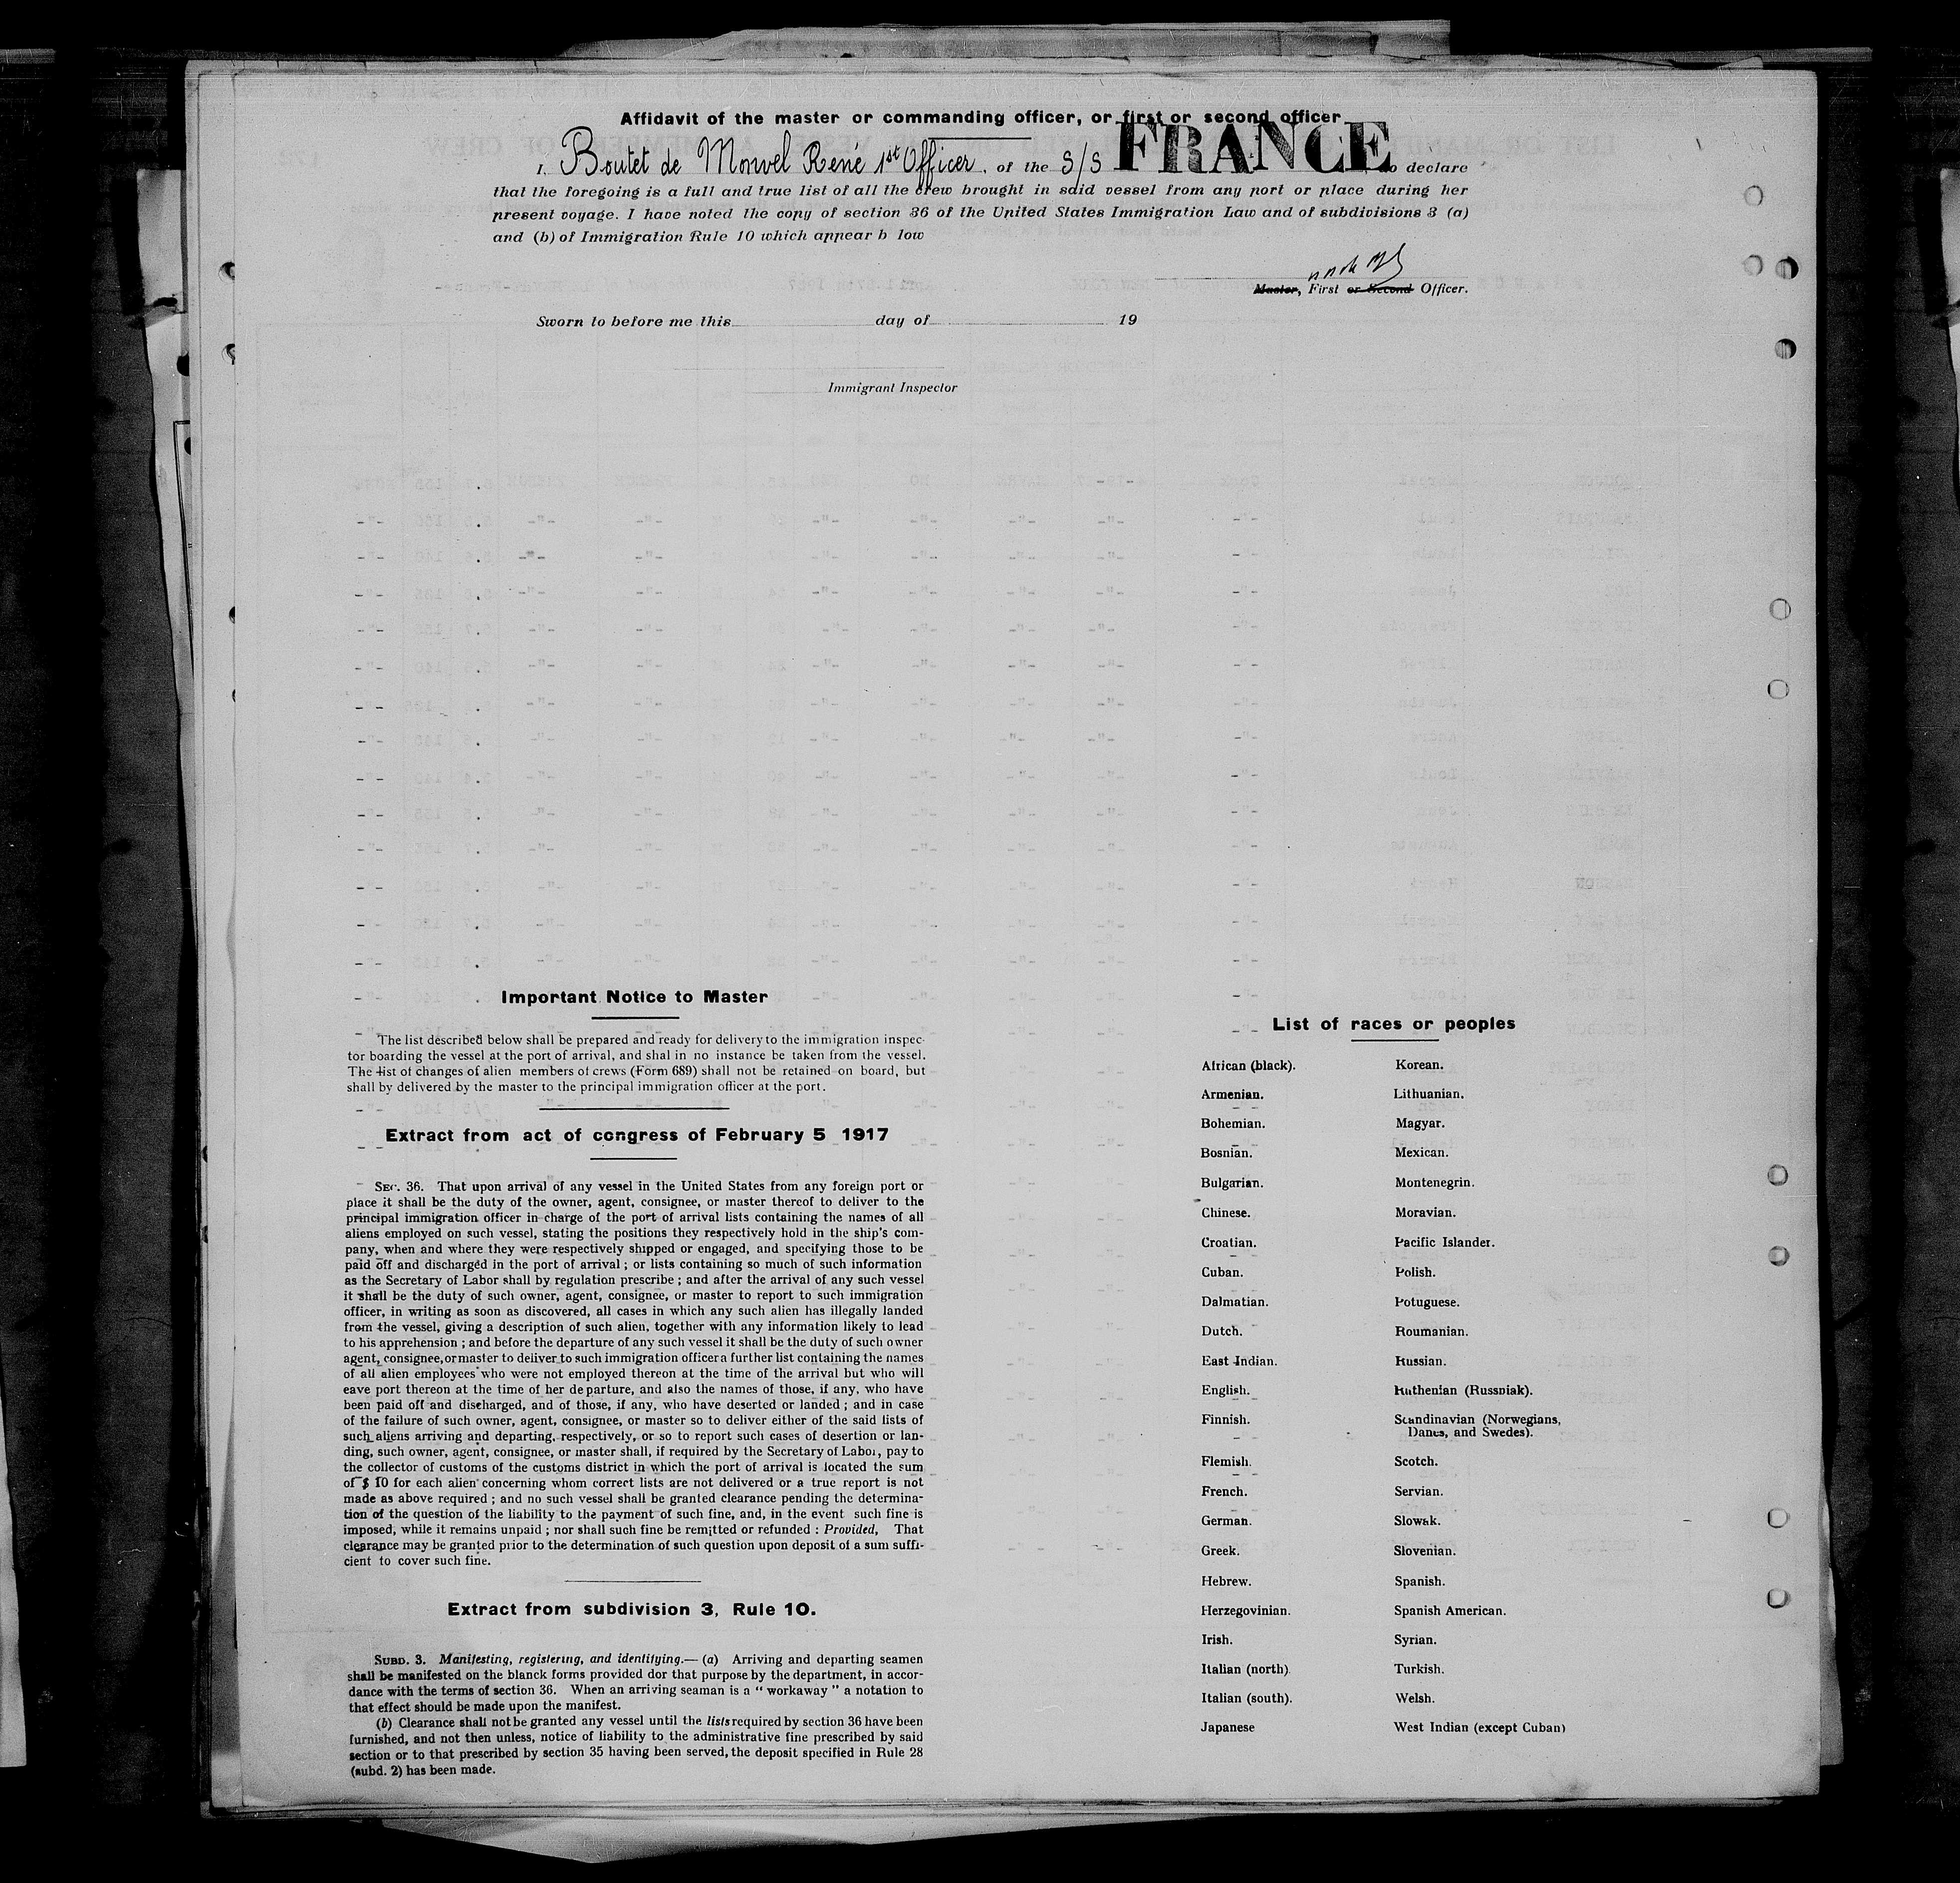 Affidavit of the master or commanding officer, or first or second officer
I, Boutet de Monvel René 1st Officer, of the S/S FRANCE do declare
that the foregoing is a full and true list of all the crew brought in said vessel from any port or place during her
present voyage. I have noted the copy of section 36 of the United States Immigration Law and of subdivisions 3 (a)
and (b) of Immigration Rule 10 which appear b low
Master, First or Second Officer.
Sworn to before me this day of 19
Immigrant Inspector
Important Notice to Master
The list described below shall be prepared and ready for delivery to the immigration inspec-
tor boarding the vessel at the port of arrival, and shal in no instance be taken from the vessel.
The list of changes of alien members of crews (Form 689) shall not be retained on board, but
shall by delivered by the master to the principal immigration officer at the port.
Extract from act of congress of February 5 1917
SEC. 36. That upon arrival of any vessel in the United States from any foreign port or
place it shall be the duty of the owner, agent, consignee, or master thereof to deliver to the
principal immigration officer in charge of the port of arrival lists containing the names of all
aliens employed on such vessel, stating the positions they respectively hold in the ship's com-
pany, when and where they were respectively shipped or engaged, and specifying those to be
paid off and discharged in the port of arrival ; or lists containing so much of such information
as the Secretary of Labor shall by regulation prescribe ; and after the arrival of any such vessel
it shall be the duty of such owner, agent, consignee, or master to report to such immigration
officer, in writing as soon as discovered, all cases in which any such alien has illegally landed
from the vessel, giving a description of such alien, together with any information likely to lead
to his apprehension ; and before the departure of any such vessel it shall be the duty of such owner
agent, consignee, or master to deliver to such immigration officer a further list containing the names
of all alien employees who were not employed thereon at the time of the arrival but who will
eave port thereon at the time of her departure, and also the names of those, if any, who have
been paid off and discharged, and of those, if any, who have deserted or landed ; and in case
of the failure of such owner, agent, consignee, or master so to deliver either of the said lists of
such aliens arriving and departing, respectively, or so to report such cases of desertion or lan-
ding, such owner, agent, consignee, or master shall, if required by the Secretary of Labor, pay to
the collector of customs of the customs district in which the port of arrival is located the sum
of $ 10 for each alien concerning whom correct lists are not delivered or a true report is not
made as above required ; and no such vessel shall be granted clearance pending the determina-
tion of the question of the liability to the payment of such fine, and, in the event such fine is
imposed, while it remains unpaid ; nor shall such fine be remitted or refunded : Provided, That
clearance may be granted prior to the determination of such question upon deposit of a sum suffi-
cient to cover such fine.
Extract from subdivision 3, Rule 10.
SUBD. 3. Manifesting, registering, and identifying.— (a) Arriving and departing seamen
shall be manifested on the blanck forms provided dor that purpose by the department, in accor-
dance with the terms of section 36. When an arriving seaman is a " workaway " a notation to
that effect should be made upon the manifest.
(b) Clearance shall not be granted any vessel until the lists required by section 36 have been
furnished, and not then unless, notice of liability to the administrative fine prescribed by said
section or to that prescribed by section 35 having been served, the deposit specified in Rule 28
(subd. 2) has been made.
List of races or peoples
African (black). Korean.
Armenian. Lithuanian.
Bohemian. Magyar.
Bosnian. Mexican.
Bulgarian. Montenegrin.
Chinese. Moravian.
Croatian. Pacific Islander.
Cuban. Polish.
Dalmatian. Potuguese.
Dutch. Roumanian.
East Indian. Russian.
English. Ruthenian (Russniak).
Finnish. Scandinavian (Norwegians,
Danes, and Swedes).
Flemish. Scotch.
French. Servian.
German. Slowak.
Greek. Slovenian.
Hebrew. Spanish.
Herzegovinian. Spanish American.
Irish. Syrian.
Italian (north) Turkish.
Italian (south). Welsh.
Japanese West Indian (except Cuban)